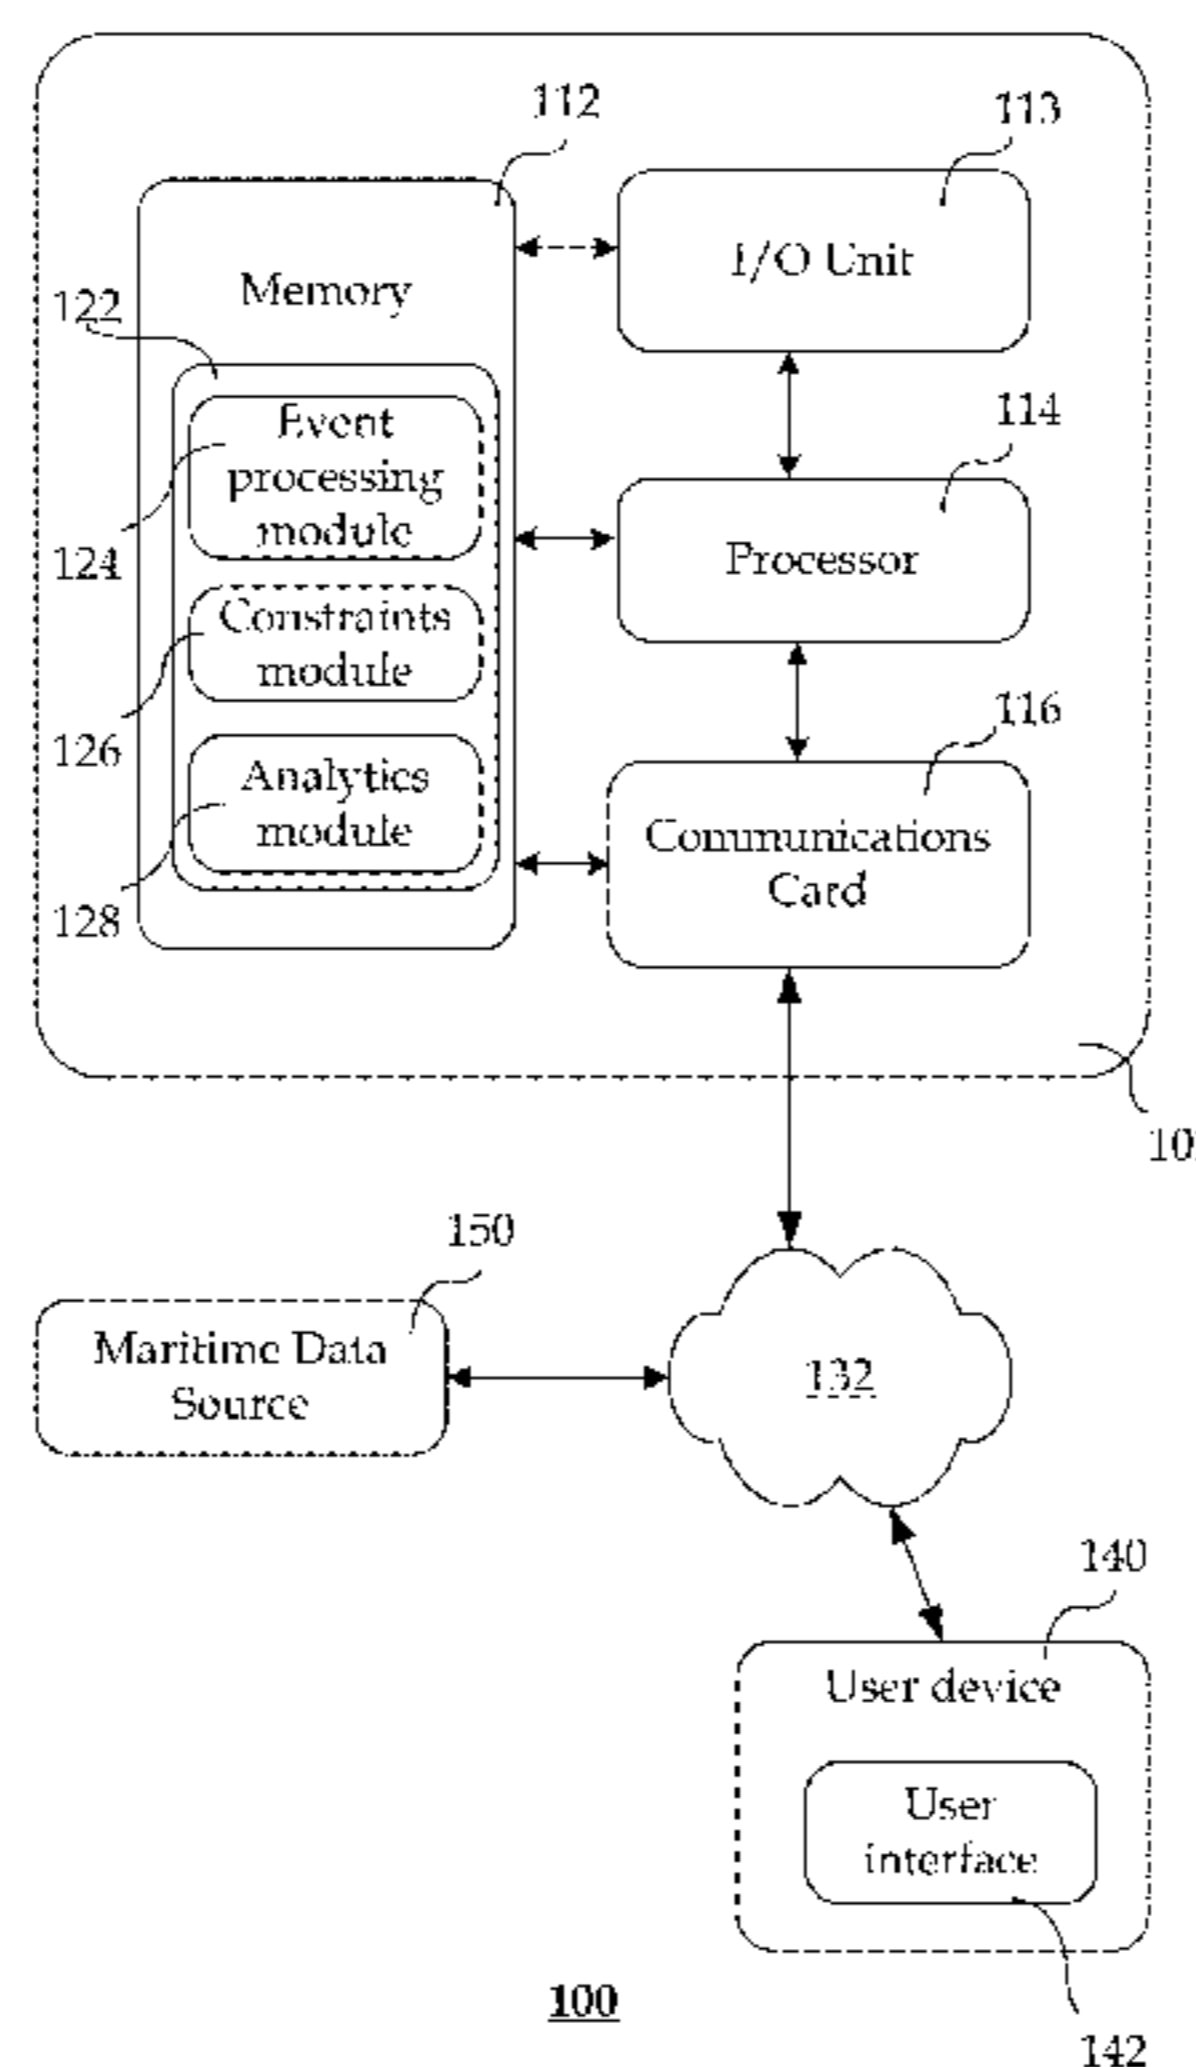 112
113
I/O Unit
Memory
122
114
Event
processing
module
124
Processor
Constraints
module
126
116
Analytics
module
Communications
Card
128
150
Maritime Data
Source
132
140
User device
User
interface
100
142